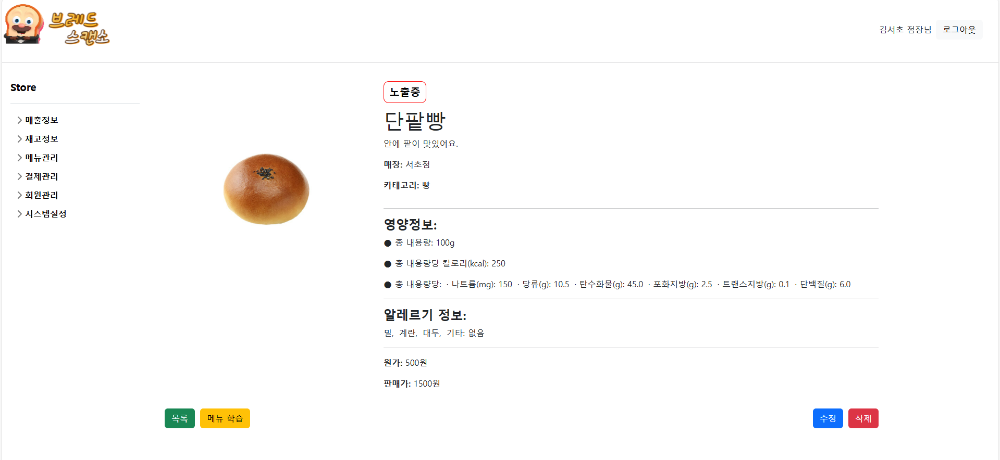 브레드
스캔소
김서초 점장님 로그아웃
Store
매출정보
재고정보
메뉴관리
결제관리
회원관리
시스템설정
노출중
단팥빵
안에 팥이 맛있어요.
매장: 서초점
카테고리: 빵
영양정보:
● 총 내용량: 100g
● 총 내용량당 칼로리(kcal): 250
● 총 내용량당: · 나트륨(mg): 150 · 당류(g): 10.5 · 탄수화물(g): 45.0 · 포화지방(g): 2.5 · 트랜스지방(g): 0.1 · 단백질(g): 6.0
알레르기 정보:
밀, 계란, 대두, 기타: 없음
원가: 500원
판매가: 1500원
목록 메뉴 학습 수정 삭제